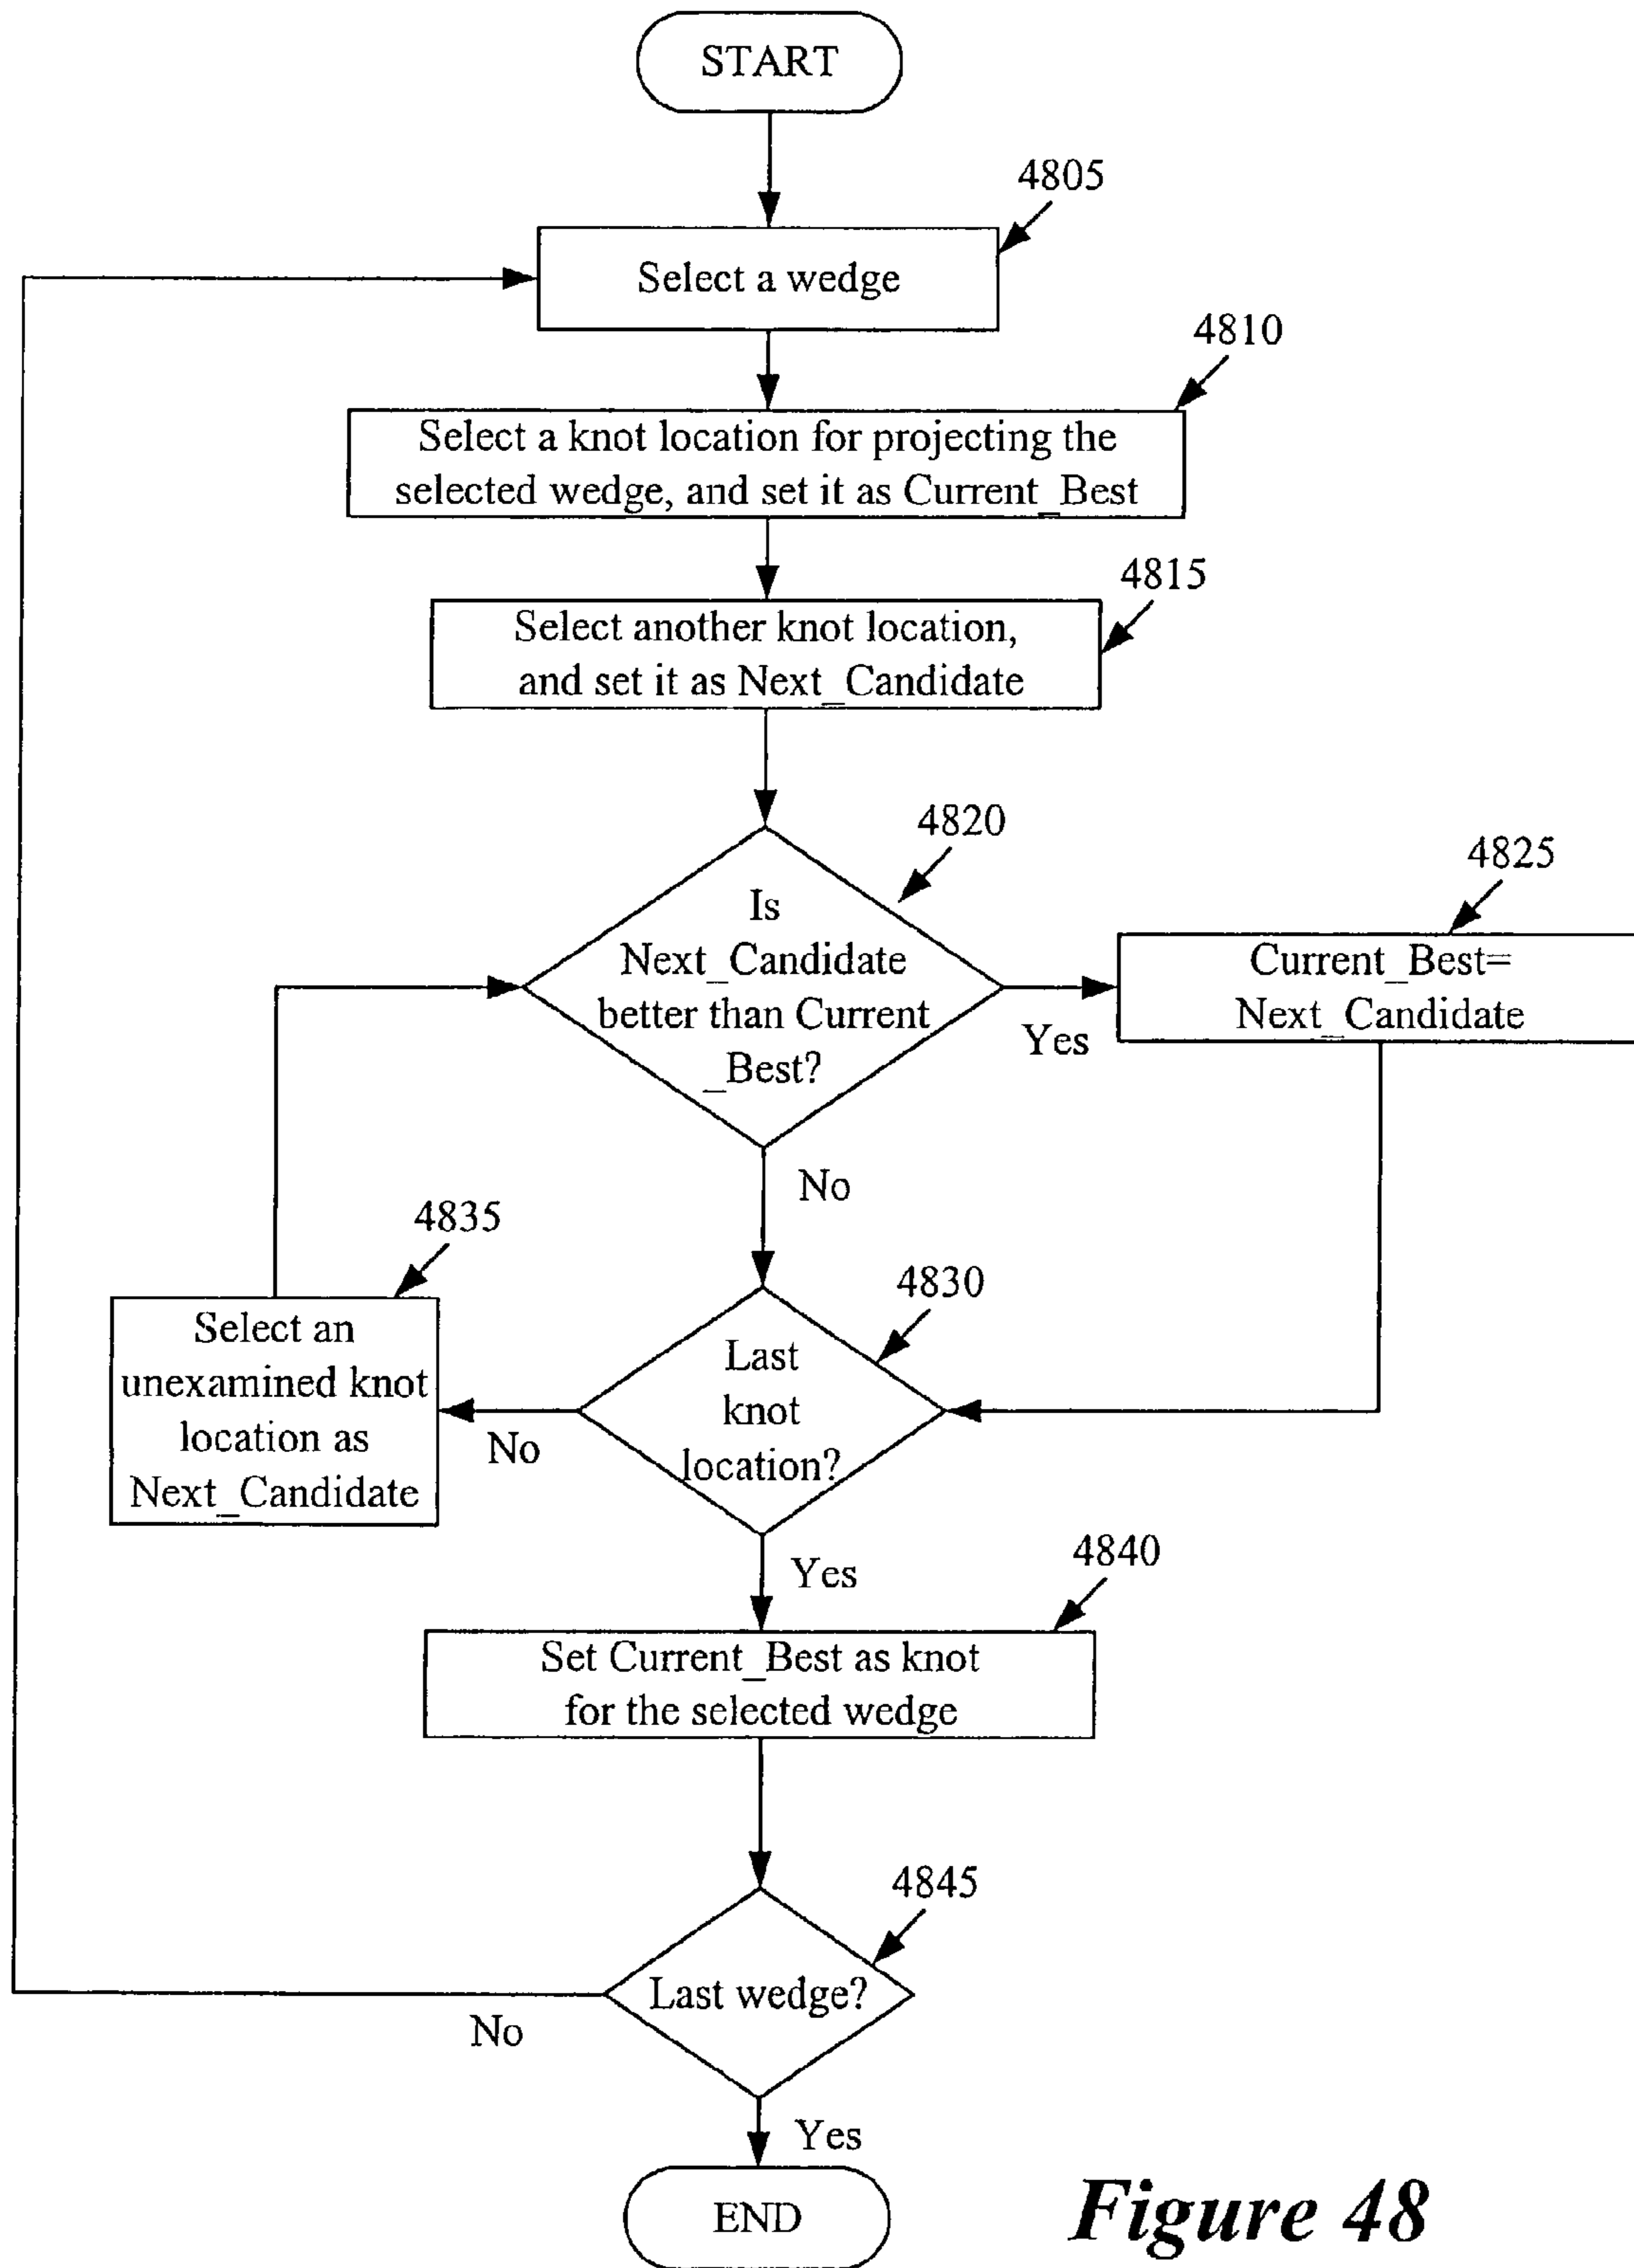 START
4805
Select a wedge
4810
Select a knot location for projecting the
selected wedge, and set it as Current_Best
4815
Select another knot location,
and set it as Next_Candidate
4820
Is
Next_Candidate
better than Current
_Best?
Yes
4825
Current_Best=
Next_Candidate
No
4835
Select an
unexamined knot
location as
Next_Candidate
4830
Last
knot
location?
No
Yes
4840
Set Current_Best as knot
for the selected wedge
4845
Last wedge?
No
Yes
END
Figure 48